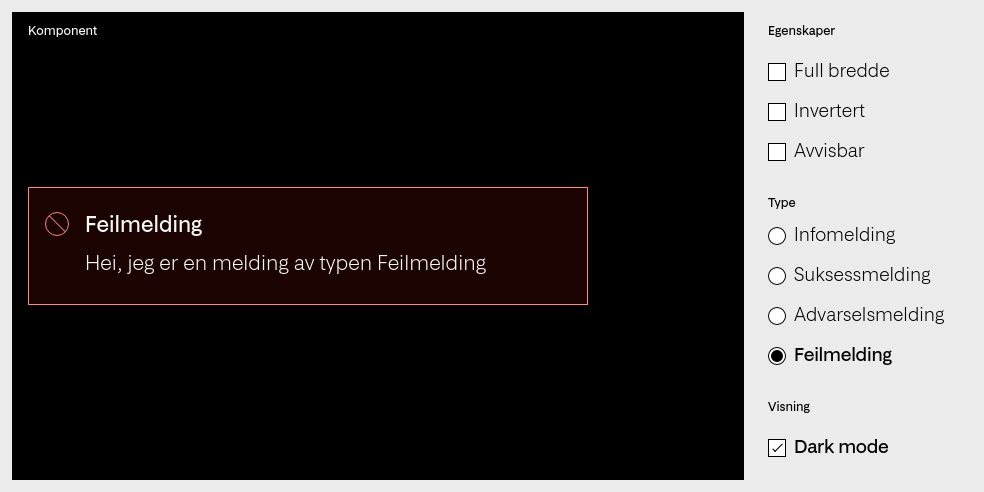 Komponent
Feilmelding
Hei, jeg er en melding av typen Feilmelding
Egenskaper
Full bredde
Invertert
Avvisbar
Type
Infomelding
Suksessmelding
Advarselsmelding
Feilmelding
Visning
Dark mode